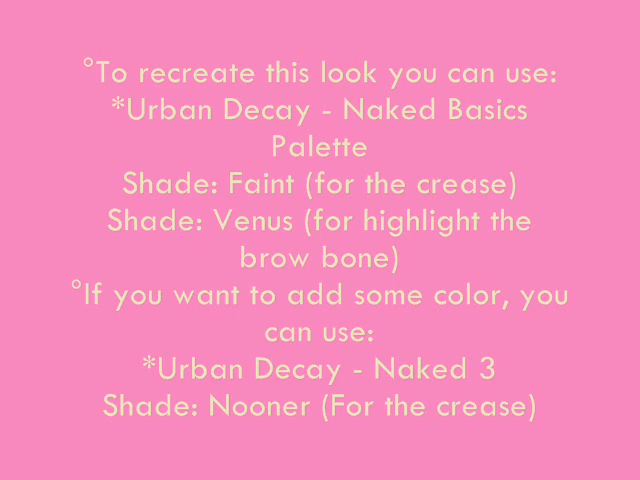 °To recreate this look you can use:
*Urban Decay - Naked Basics
Palette
Shade: Faint (for the crease)
Shade: Venus (for highlight the
brow bone)
°If you want to add some color, you
can use:
*Urban Decay - Naked 3
Shade: Nooner (For the crease)